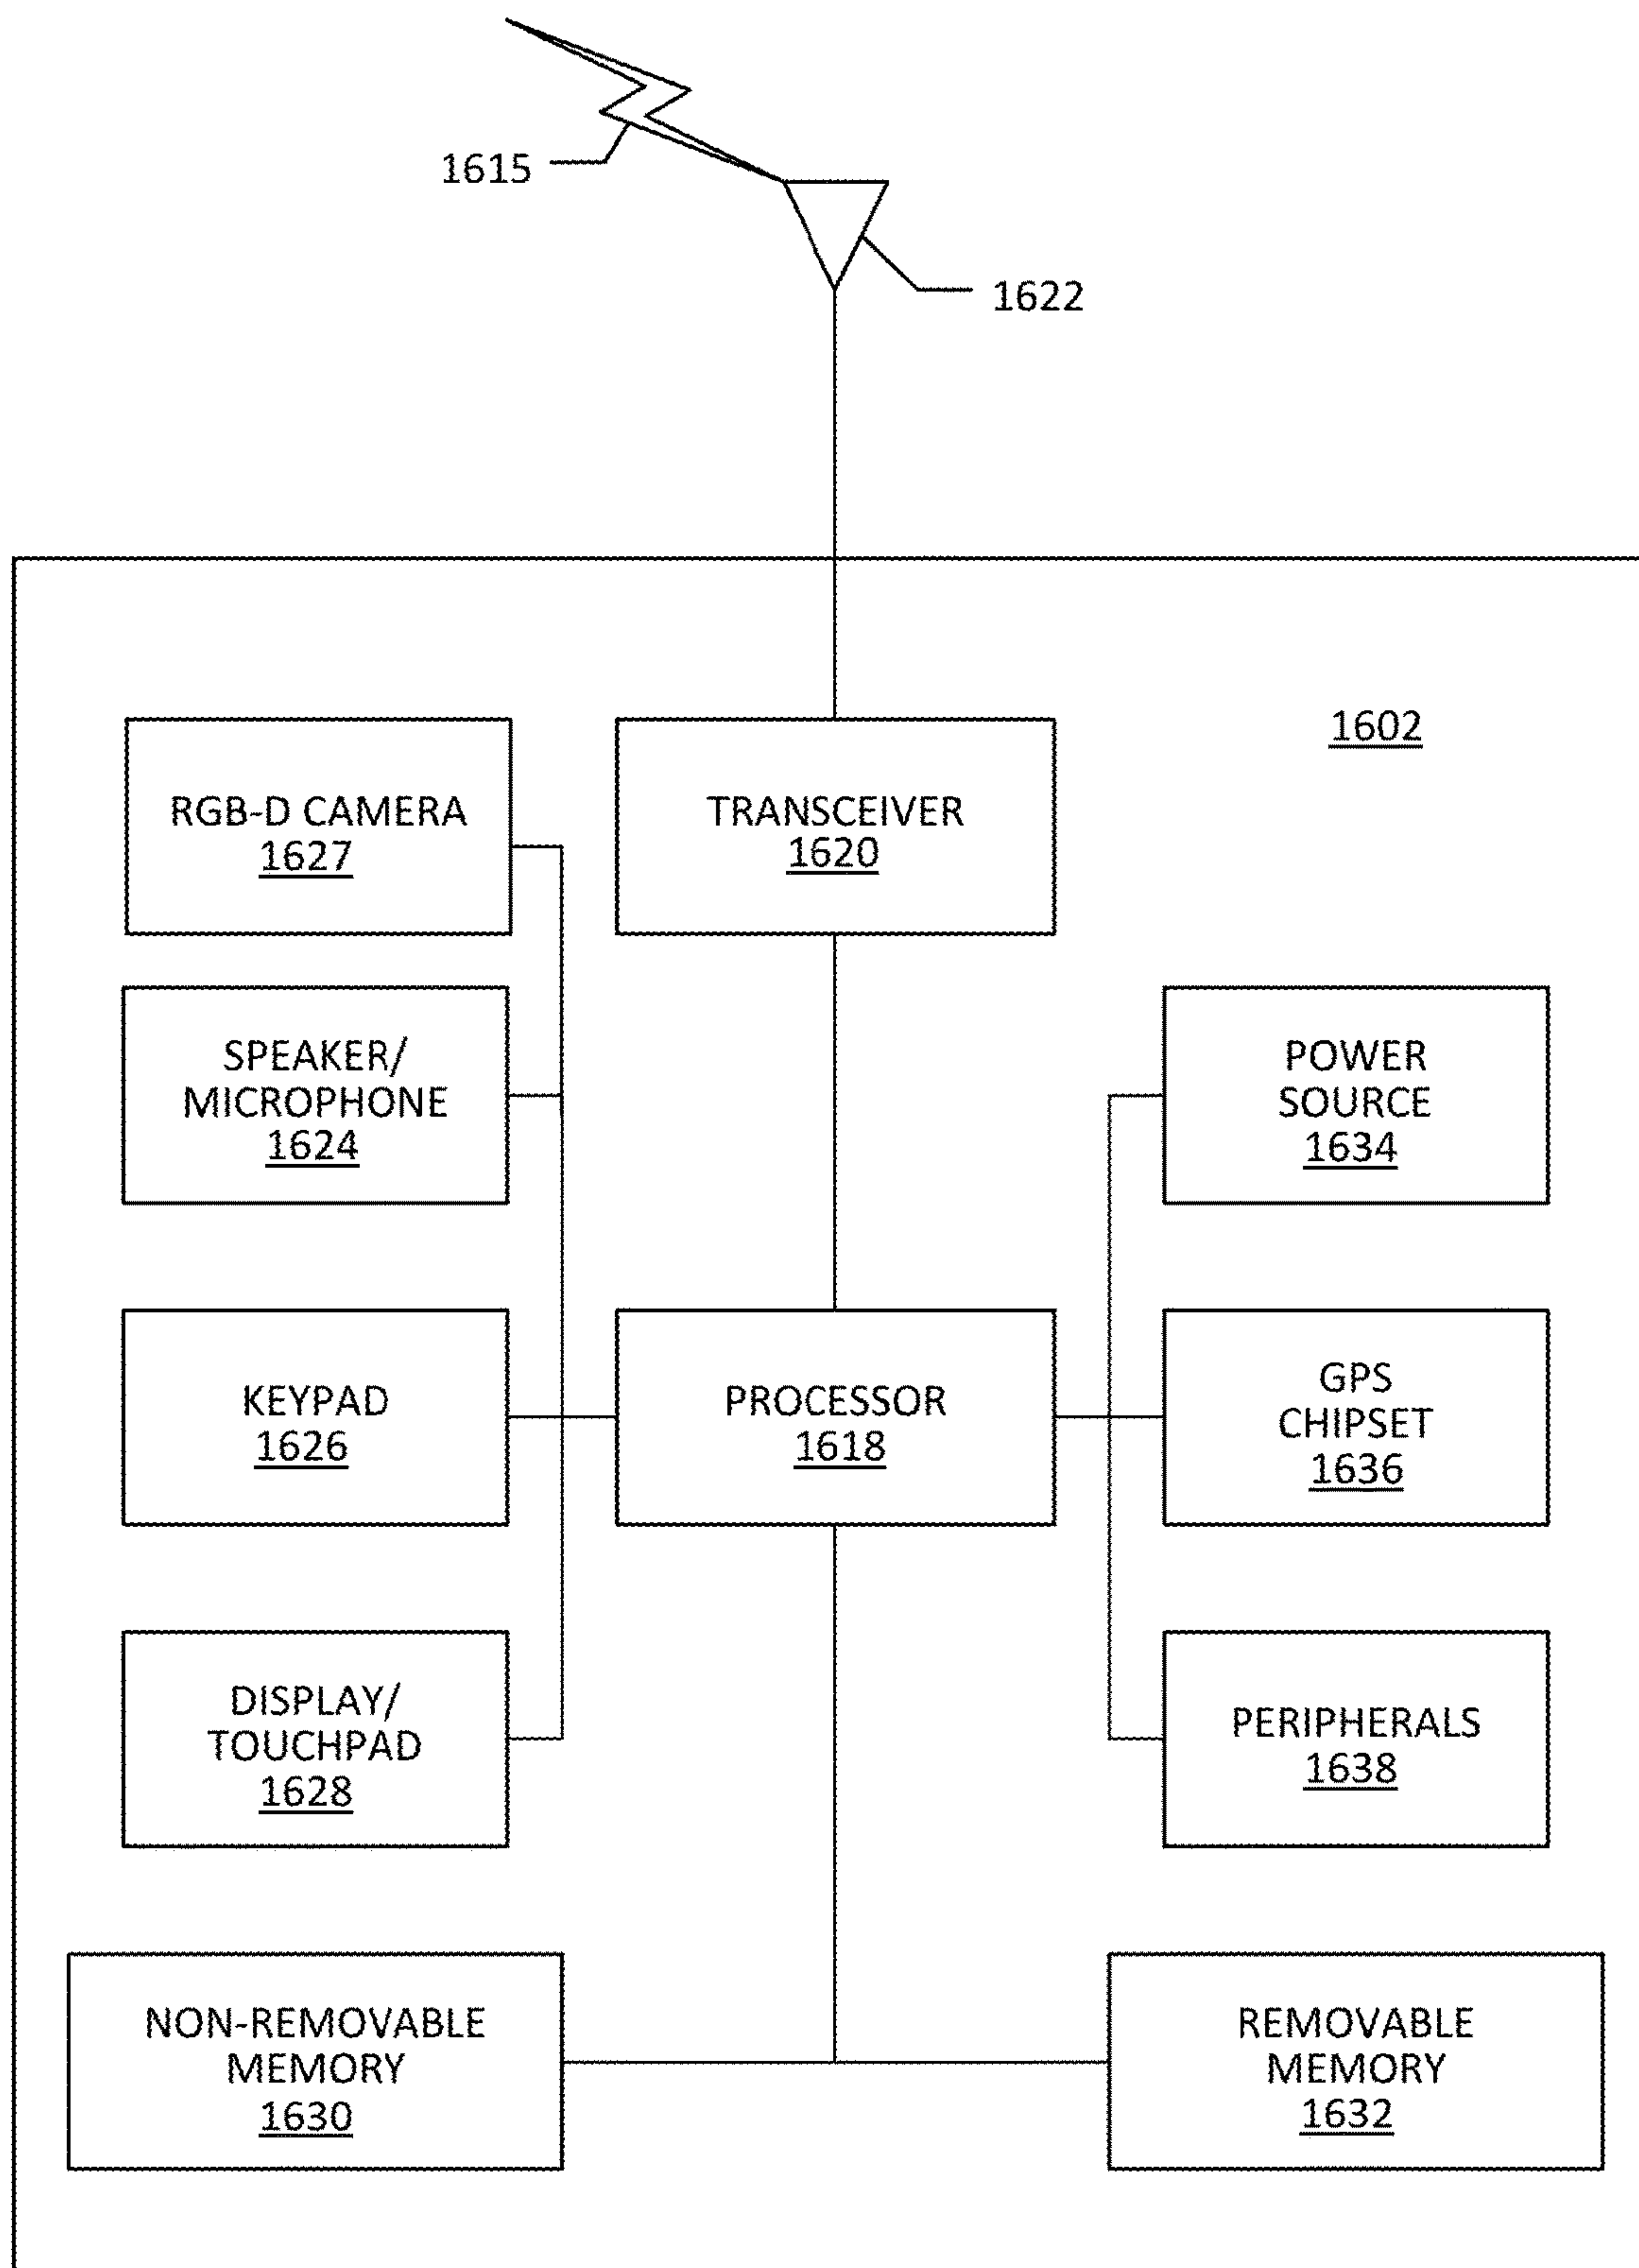 1615
1622
1602
RGB-D CAMERA
1627
TRANSCEIVER
1620
SPEAKER/
MICROPHONE
1624
POWER
SOURCE
1634
KEYPAD
1626
PROCESSOR
1618
GPS
CHIPSET
1636
DISPLAY/
TOUCHPAD
1628
PERIPHERALS
1638
NON-REMOVABLE
MEMORY
1630
REMOVABLE
MEMORY
1632